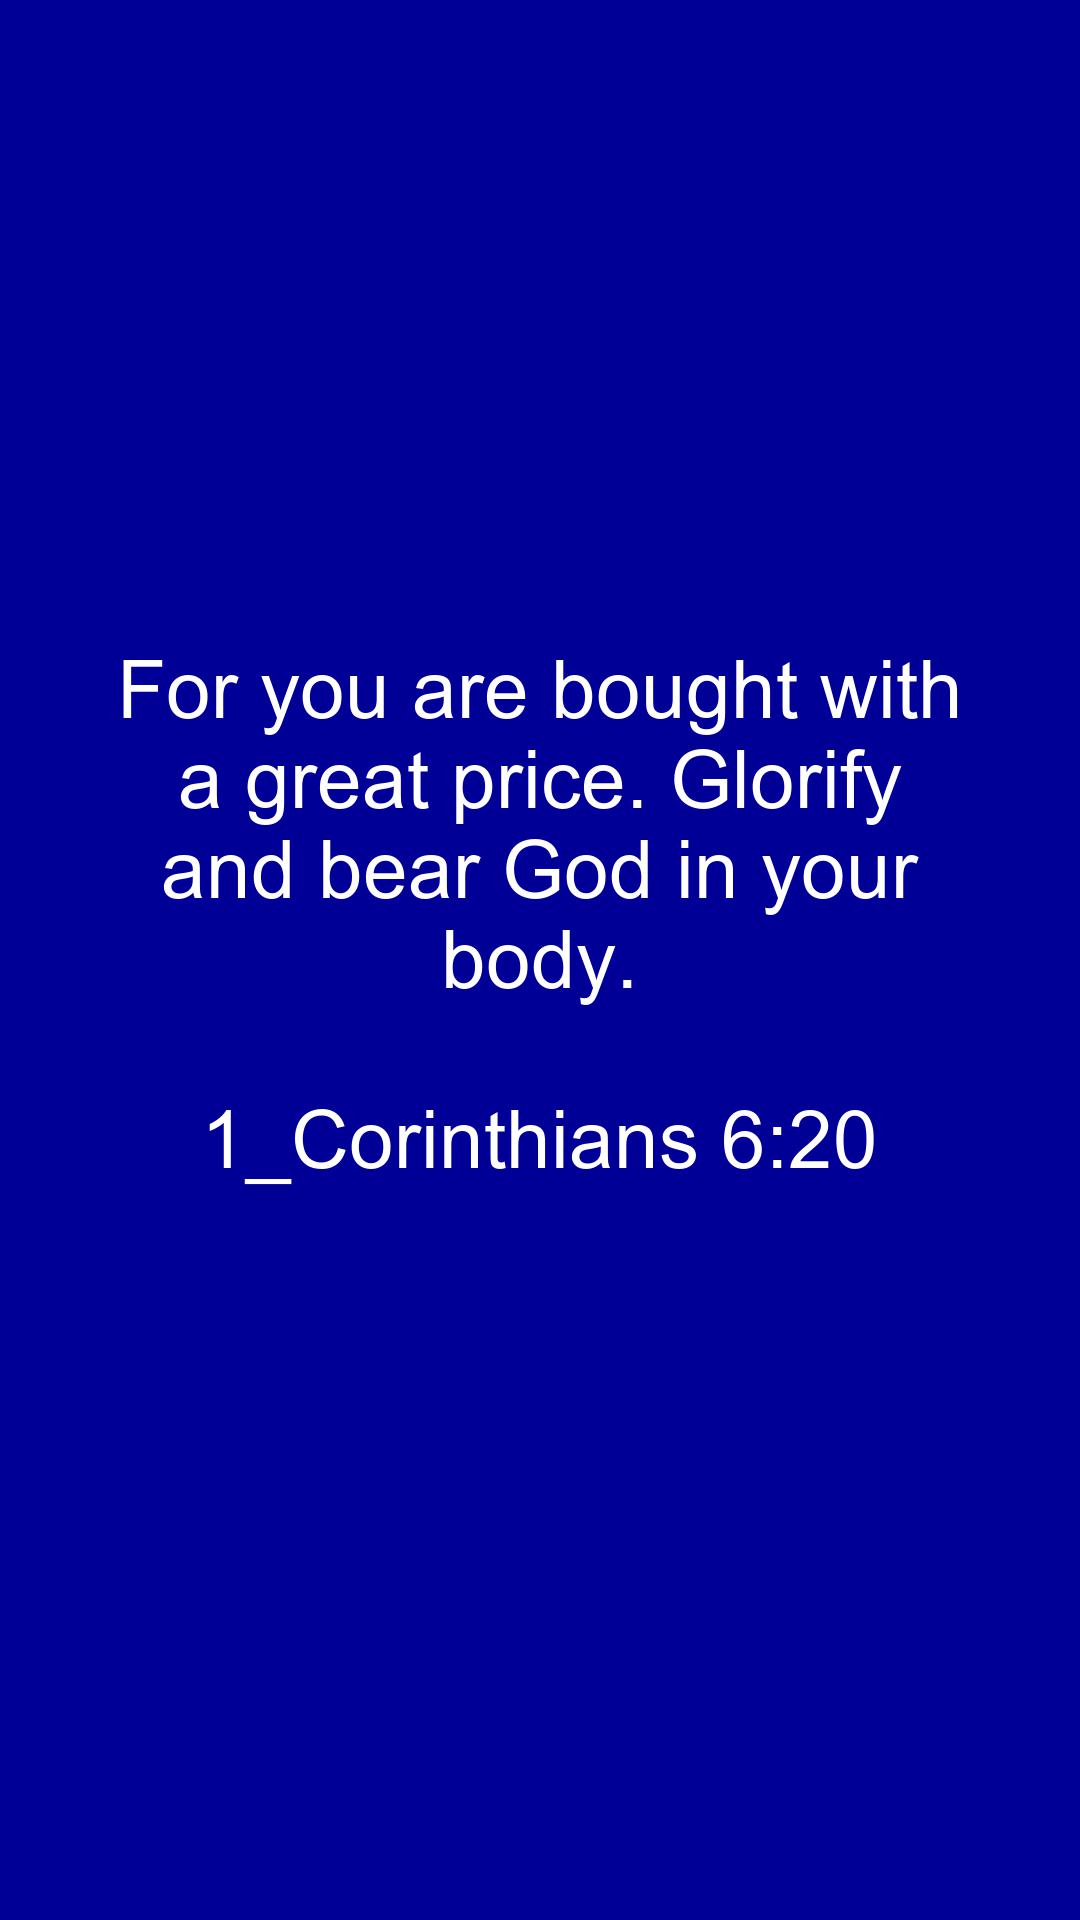 For you are bought with
a great price. Glorify
and bear God in your
body.
1_Corinthians 6:20